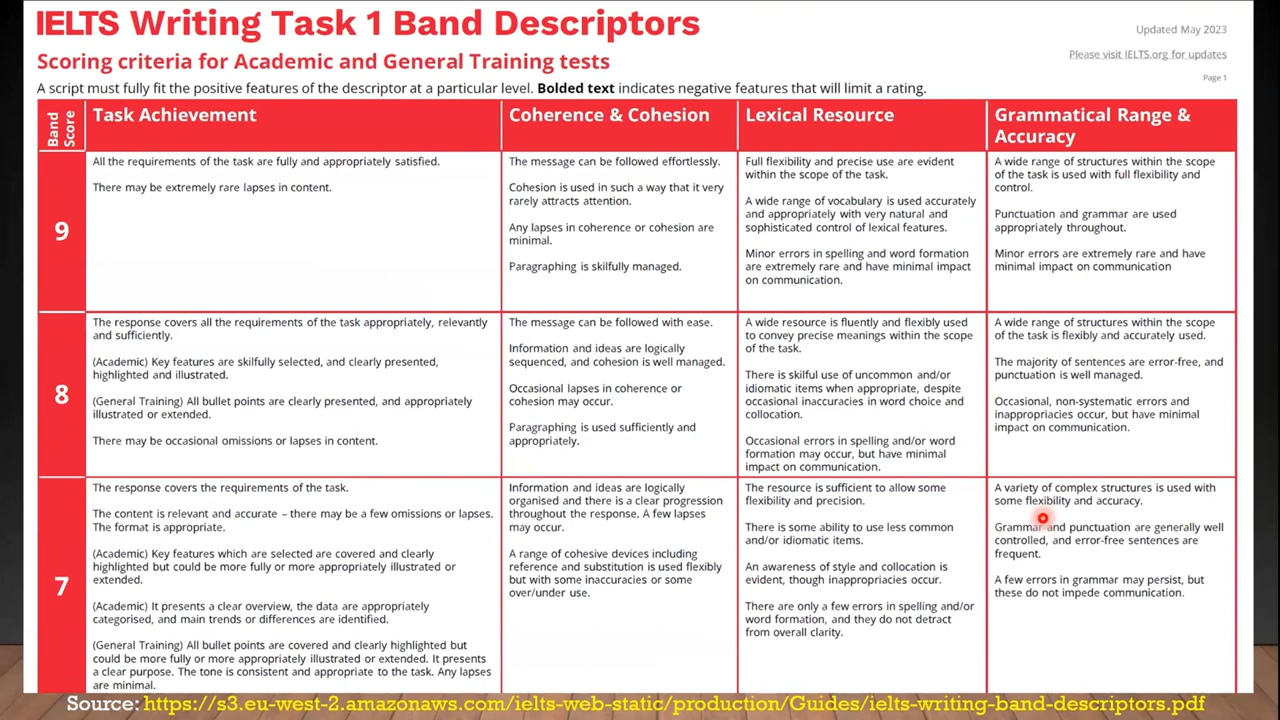 IELTS Writing Task 1 Band Descriptors
Updated May 2023
Scoring criteria for Academic and General Training tests
Please visit IELTS.org for updates
Page 1
A script must fully fit the positive features of the descriptor at a particular level. Bolded text indicates negative features that will limit a rating.
Band
Score
Task Achievement
Coherence & Cohesion
Lexical Resource
Grammatical Range &
Accuracy
9
All the requirements of the task are fully and appropriately satisfied.
There may be extremely rare lapses in content.
The message can be followed effortlessly.
Cohesion is used in such a way that it very
rarely attracts attention.
Any lapses in coherence or cohesion are
minimal.
Paragraphing is skilfully managed.
Full flexibility and precise use are evident
within the scope of the task.
A wide range of vocabulary is used accurately
and appropriately with very natural and
sophisticated control of lexical features.
Minor errors in spelling and word formation
are extremely rare and have minimal impact
on communication.
A wide range of structures within the scope
of the task is used with full flexibility and
control.
Punctuation and grammar are used
appropriately throughout.
Minor errors are extremely rare and have
minimal impact on communication
8
The response covers all the requirements of the task appropriately, relevantly
and sufficiently.
(Academic) Key features are skilfully selected, and clearly presented,
highlighted and illustrated.
(General Training) All bullet points are clearly presented, and appropriately
illustrated or extended.
There may be occasional omissions or lapses in content.
The message can be followed with ease.
Information and ideas are logically
sequenced, and cohesion is well managed.
Occasional lapses in coherence or
cohesion may occur.
Paragraphing is used sufficiently and
appropriately.
A wide resource is fluently and flexibly used
to convey precise meanings within the scope
of the task.
There is skilful use of uncommon and/or
idiomatic items when appropriate, despite
occasional inaccuracies in word choice and
collocation.
Occasional errors in spelling and/or word
formation may occur, but have minimal
impact on communication.
A wide range of structures within the scope
of the task is flexibly and accurately used.
The majority of sentences are error-free, and
punctuation is well managed.
Occasional, non-systematic errors and
inappropriacies occur, but have minimal
impact on communication.
7
The response covers the requirements of the task.
The content is relevant and accurate – there may be a few omissions or lapses.
The format is appropriate.
(Academic) Key features which are selected are covered and clearly
highlighted but could be more fully or more appropriately illustrated or
extended.
(Academic) It presents a clear overview, the data are appropriately
categorised, and main trends or differences are identified.
(General Training) All bullet points are covered and clearly highlighted but
could be more fully or more appropriately illustrated or extended. It presents
a clear purpose. The tone is consistent and appropriate to the task. Any lapses
are minimal.
Information and ideas are logically
organised and there is a clear progression
throughout the response. A few lapses
may occur.
A range of cohesive devices including
reference and substitution is used flexibly
but with some inaccuracies or some
over/under use.
The resource is sufficient to allow some
flexibility and precision.
There is some ability to use less common
and/or idiomatic items.
An awareness of style and collocation is
evident, though inappropriacies occur.
There are only a few errors in spelling and/or
word formation, and they do not detract
from overall clarity.
A variety of complex structures is used with
some flexibility and accuracy.
Grammar and punctuation are generally well
controlled, and error-free sentences are
frequent.
A few errors in grammar may persist, but
these do not impede communication.
Source: https://s3.eu-west-2.amazonaws.com/ielts-web-static/production/Guides/ielts-writing-band-descriptors.pdf